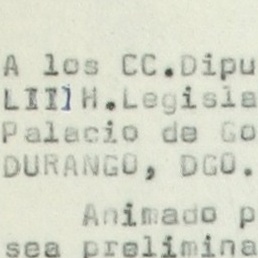 A los CC.Dipu
LIII H.Legisla
Palacio de Go
DURANGO, DGO.
Animado p
sea prelimina